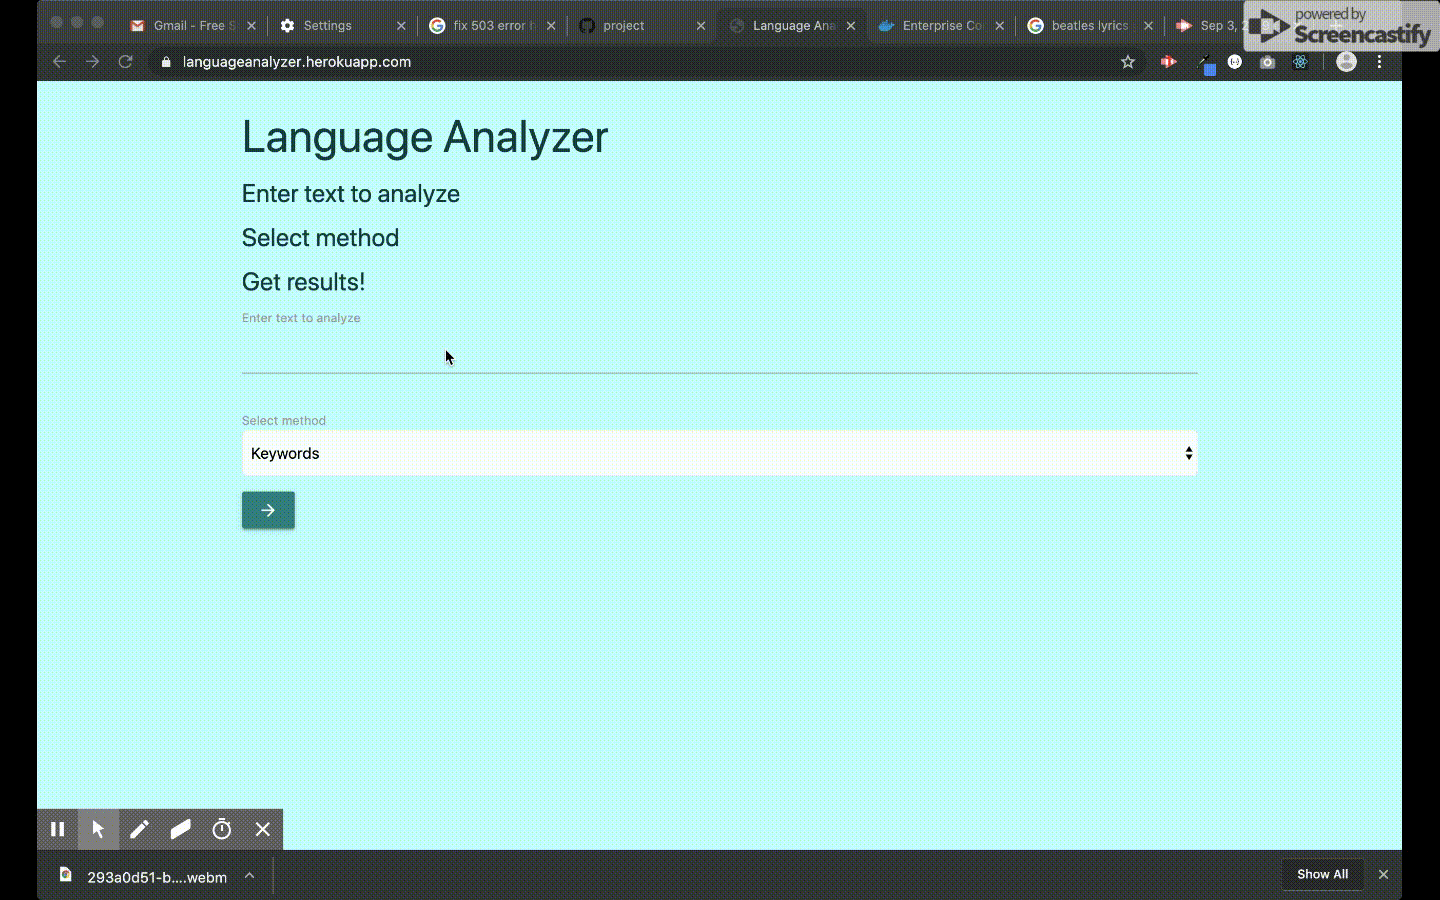 Gmail - Free S
Settings
fix 503 error h
project
Language Ana
Enterprise Co
beatles lyrics
Sep 3, 2
powered by
Screencastify
languageanalyzer.herokuapp.com
Language Analyzer
Enter text to analyze
Select method
Get results!
Enter text to analyze
Select method
Keywords
293a0d51-b....webm
Show All